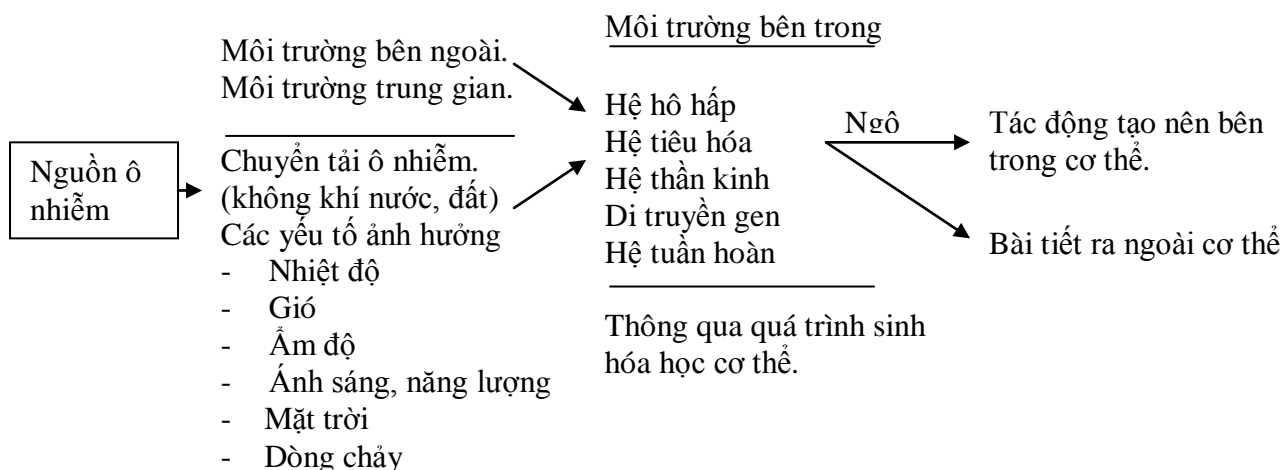 Nguồn ô
nhiễm
Môi trường bên ngoài.
Môi trường trung gian.
Chuyển tải ô nhiễm.
(không khí nước, đất)
Các yếu tố ảnh hưởng
- Nhiệt độ
- Gió
- Ẩm độ
- Ánh sáng, năng lượng
- Mặt trời
- Dòng chảy
Môi trường bên trong
Hệ hô hấp
Hệ tiêu hóa
Hệ thần kinh
Di truyền gen
Hệ tuần hoàn
Thông qua quá trình sinh
hóa học cơ thể.
Ngô
Tác động tạo nên bên
trong cơ thể.
Bài tiết ra ngoài cơ thể